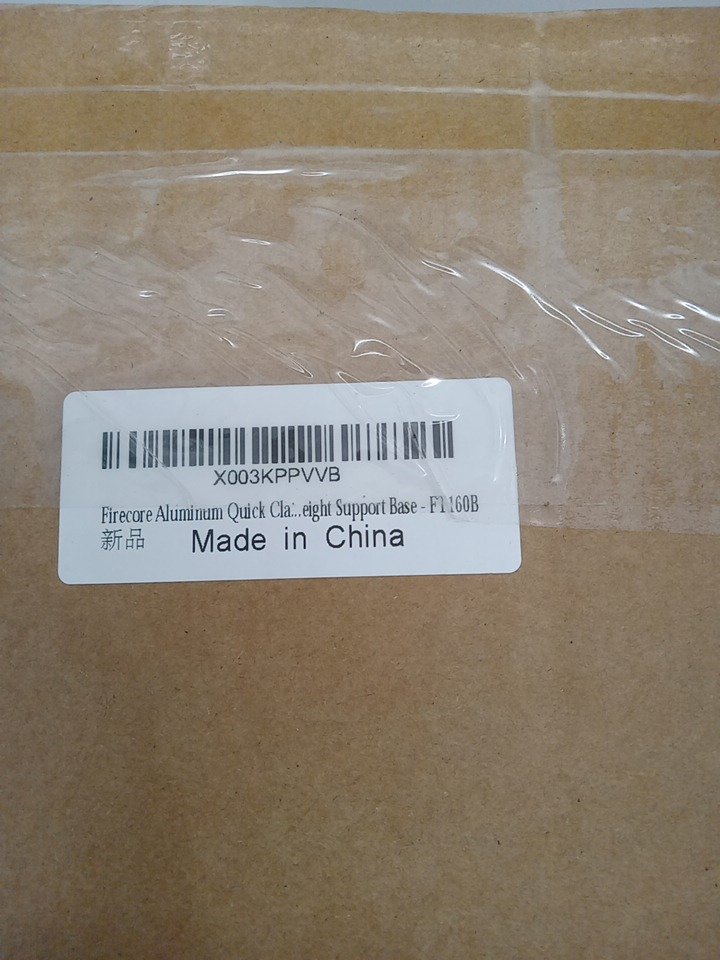 X003KPPVVB
Firecore Aluminum Quick Cla...eight Support Base - F1160B
新品 Made in China